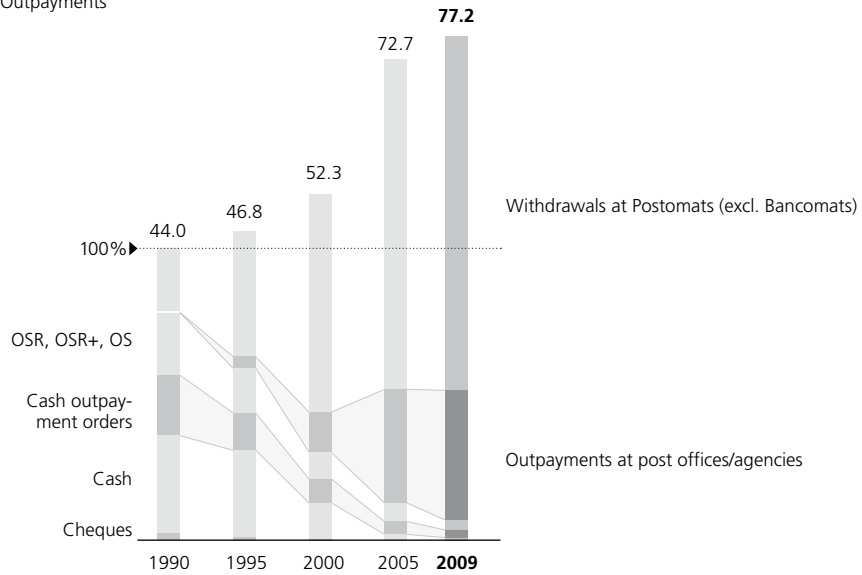 Outpayments
77.2
72.7
52.3
46.8
44.0
Withdrawals at Postomats (excl. Bancomats)
100%
OSR, OSR+, OS
Cash outpay-
ment orders
Outpayments at post offices/agencies
Cash
Cheques
1990 1995 2000 2005 2009